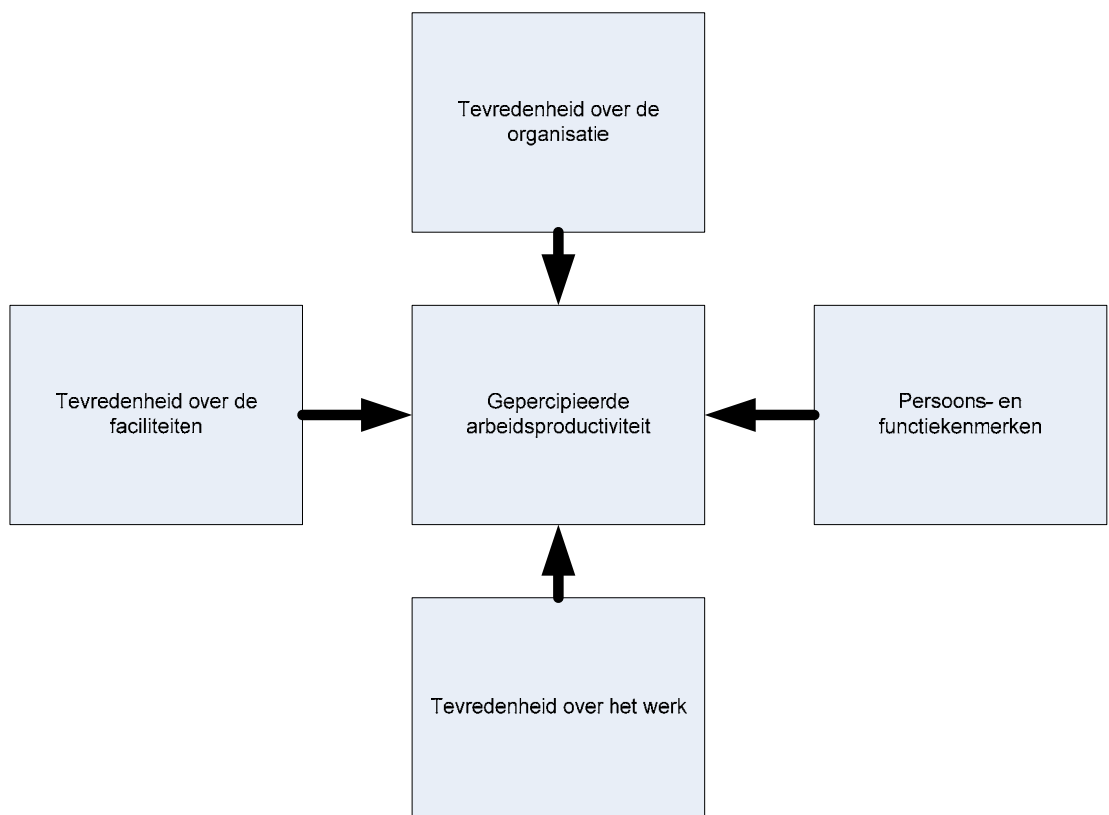 Tevredenheid over de
organisatie
Tevredenheid over de
faciliteiten
Gepercipieerde
arbeidsproductiviteit
Persoons- en
functiekenmerken
Tevredenheid over het werk